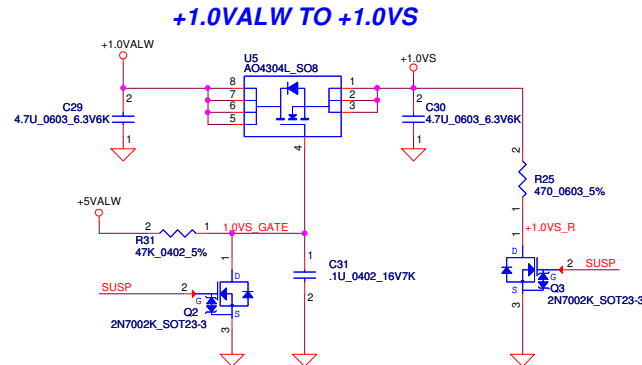 +1.0VALW TO +1.0VS
+1.0VALW
U5
AO4304L_SO8
+1.0VS
8
7
6
5
1
2
3
4
2
C29
4.7U_0603_6.3V6K
1
2
C30
4.7U_0603_6.3V6K
1
2
R25
470_0603_5%
1
+1.0VS_R
+5VALW
2
1
R31
47K_0402_5%
1.0VS_GATE
1
C31
.1U_0402_16V7K
2
SUSP
2
1
D
G
S
Q2
2N7002K_SOT23-3
3
1
D
2
SUSP
G
S
Q3
2N7002K_SOT23-3
3